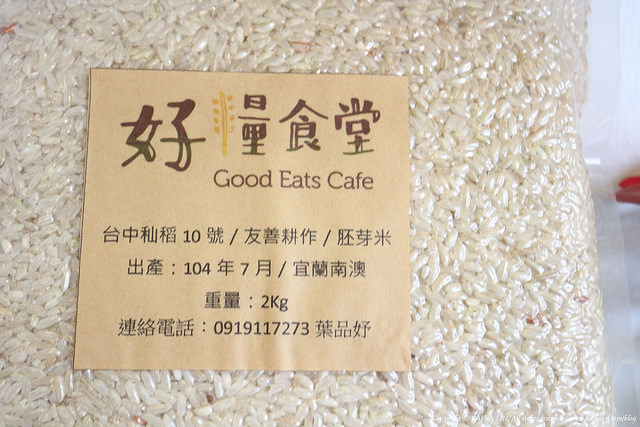 好糧食堂
Good Eats Cafe
台中秈稻 10 號 / 友善耕作 / 胚芽米
出產：104 年 7 月 / 宜蘭南澳
重量：2Kg
連絡電話：0919117273 葉品妤